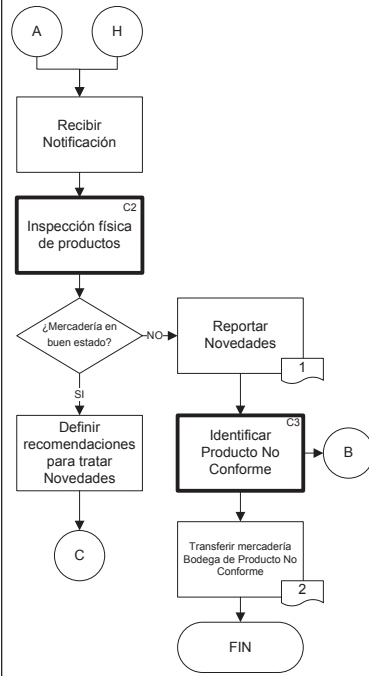 A
H
Recibir
Notificación
C2
Inspección física
de productos
¿Mercadería en
buen estado?
NO
Reportar
Novedades
1
SI
Definir
recomendaciones
para tratar
Novedades
C3
Identificar
Producto No
Conforme
B
C
Transferir mercadería
Bodega de Producto No
Conforme
2
FIN